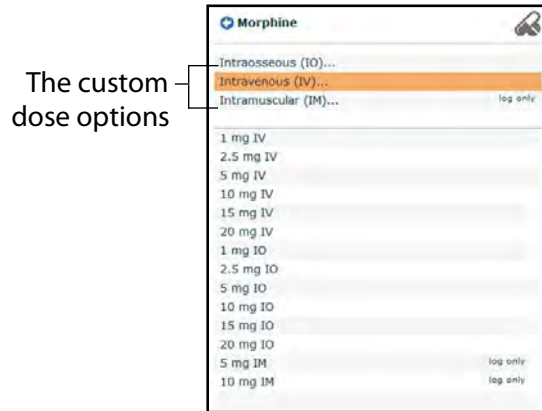 Morphine
The custom
dose options
Intraosseous (IO)...
Intravenous (IV)...
Intramuscular (IM)... log only
1 mg IV
2.5 mg IV
5 mg IV
10 mg IV
15 mg IV
20 mg IV
1 mg IO
2.5 mg IO
5 mg IO
10 mg IO
15 mg IO
20 mg IO
5 mg IM log only
10 mg IM log only